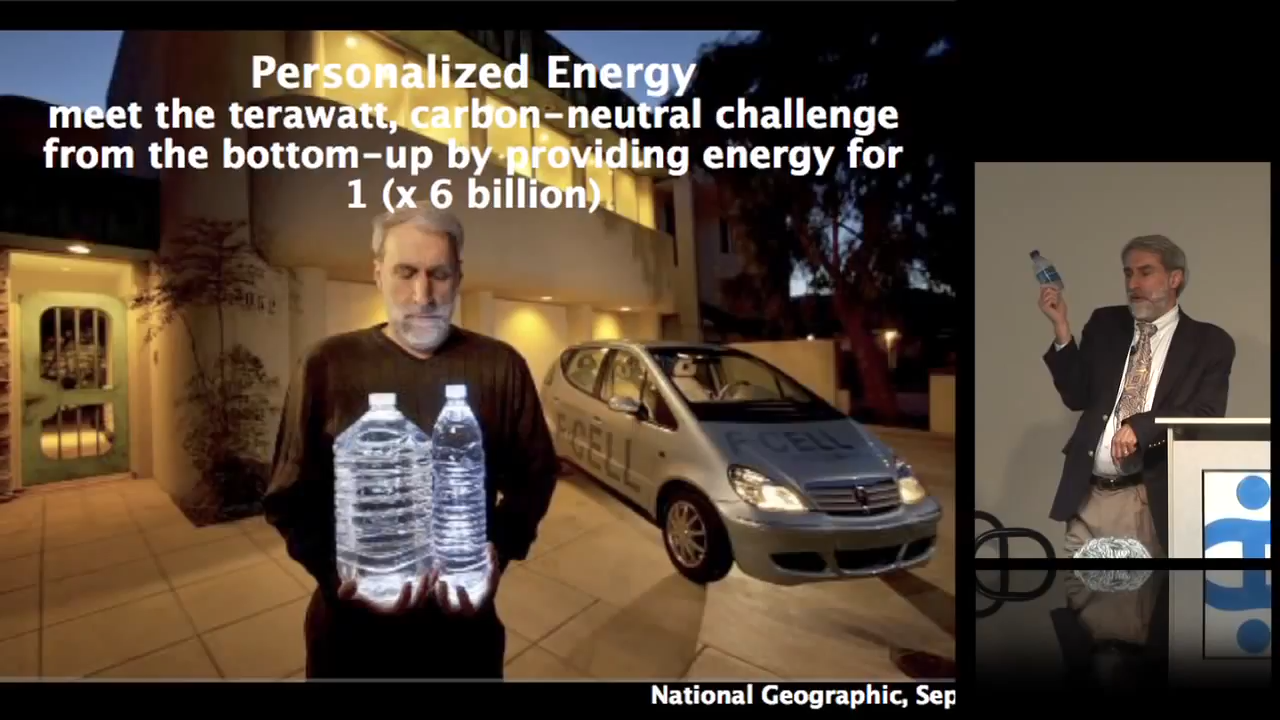 Personalized Energy
meet the terawatt, carbon-neutral challenge
from the bottom-up by providing energy for
1 (x 6 billion)
F-CELL
F-CELL
National Geographic, Sep